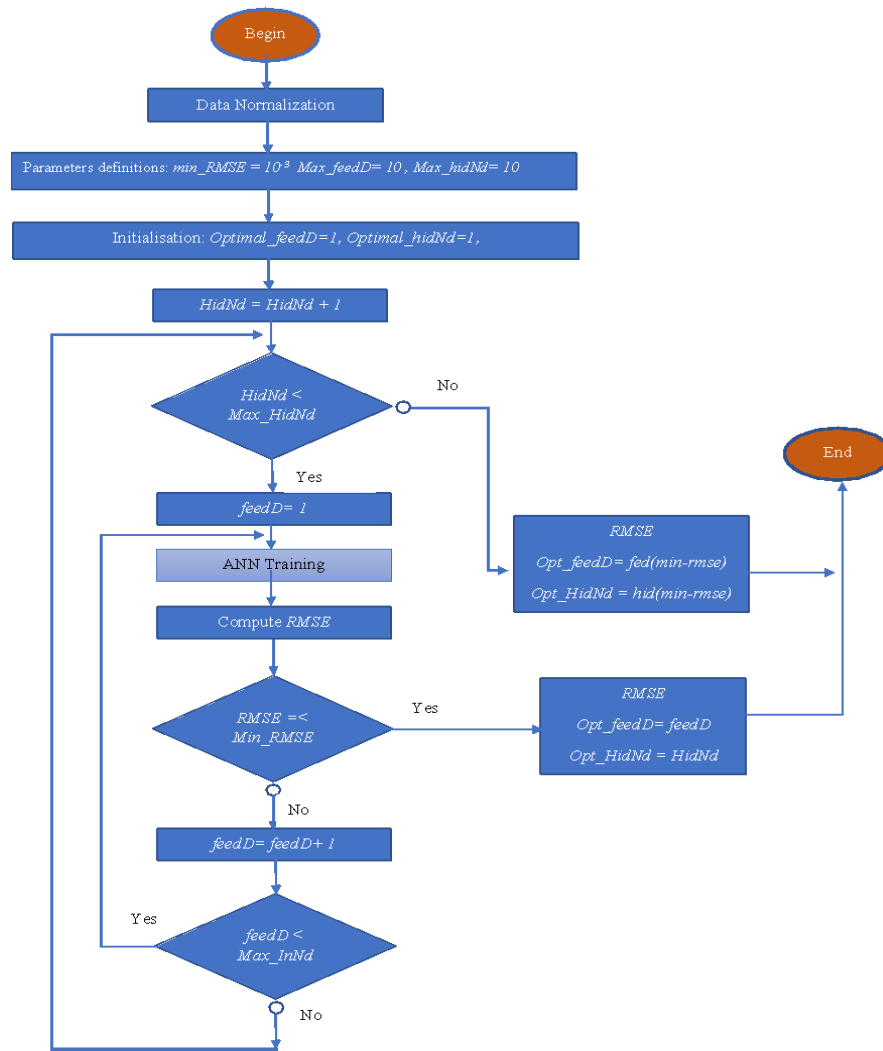 Begin
Data Normalization
Parameters definitions: min_RMSE = 10⁻³ Max_feedD= 10, Max_hidNd= 10
Initialisation: Optimal_feedD=1, Optimal_hidNd=1,
HidNd = HidNd + 1
HidNd <
Max_HidNd
No
Yes
End
feedD= 1
ANN Training
Compute RMSE
RMSE
Opt_feedD= fed(min-rmse)
Opt_HidNd = hid(min-rmse)
RMSE =<
Min_RMSE
Yes
RMSE
Opt_feedD= feedD
Opt_HidNd = HidNd
No
feedD= feedD+ 1
Yes
feedD <
Max_InNd
No